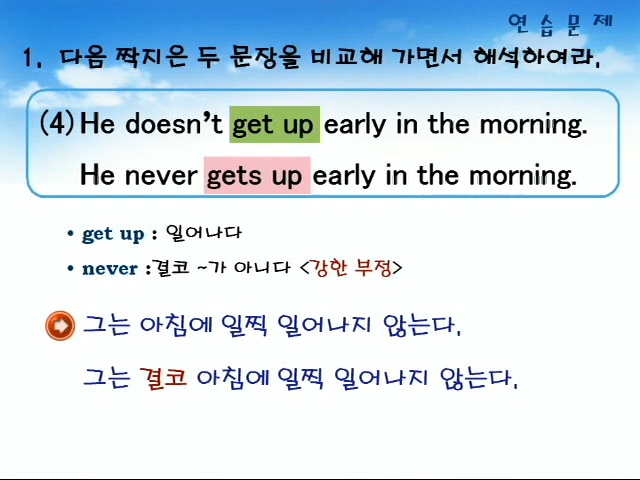 연 습 문 제
1. 다음 짝지은 두 문장을 비교해 가면서 해석하여라.
(4) He doesn't get up early in the morning.
He never gets up early in the morning.
• get up : 일어나다
• never :결코 ~가 아니다 <강한 부정>
그는 아침에 일찍 일어나지 않는다.
그는 결코 아침에 일찍 일어나지 않는다.